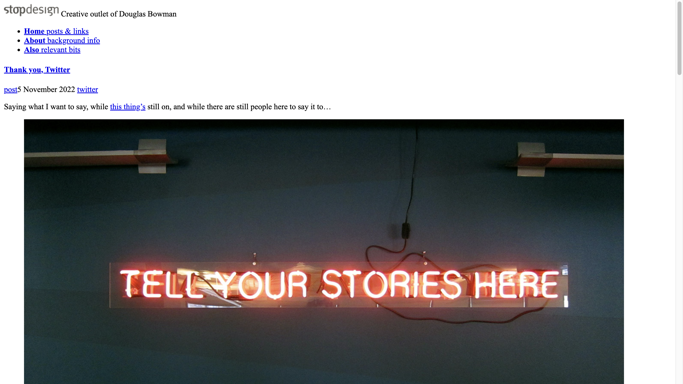 stopdesign Creative outlet of Douglas Bowman
Home posts & links
About background info
Also relevant bits
Thank you, Twitter
post5 November 2022 twitter
Saying what I want to say, while this thing’s still on, and while there are still people here to say it to…
TELL YOUR STORIES HERE